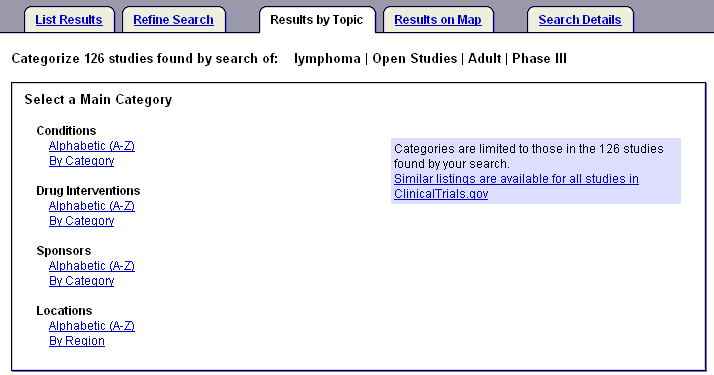 List Results Refine Search Results by Topic Results on Map Search Details
Categorize 126 studies found by search of: lymphoma | Open Studies | Adult | Phase III
Select a Main Category
Conditions
Alphabetic (A-Z)
By Category
Drug Interventions
Alphabetic (A-Z)
By Category
Sponsors
Alphabetic (A-Z)
By Category
Locations
Alphabetic (A-Z)
By Region
Categories are limited to those in the 126 studies
found by your search.
Similar listings are available for all studies in
ClinicalTrials.gov